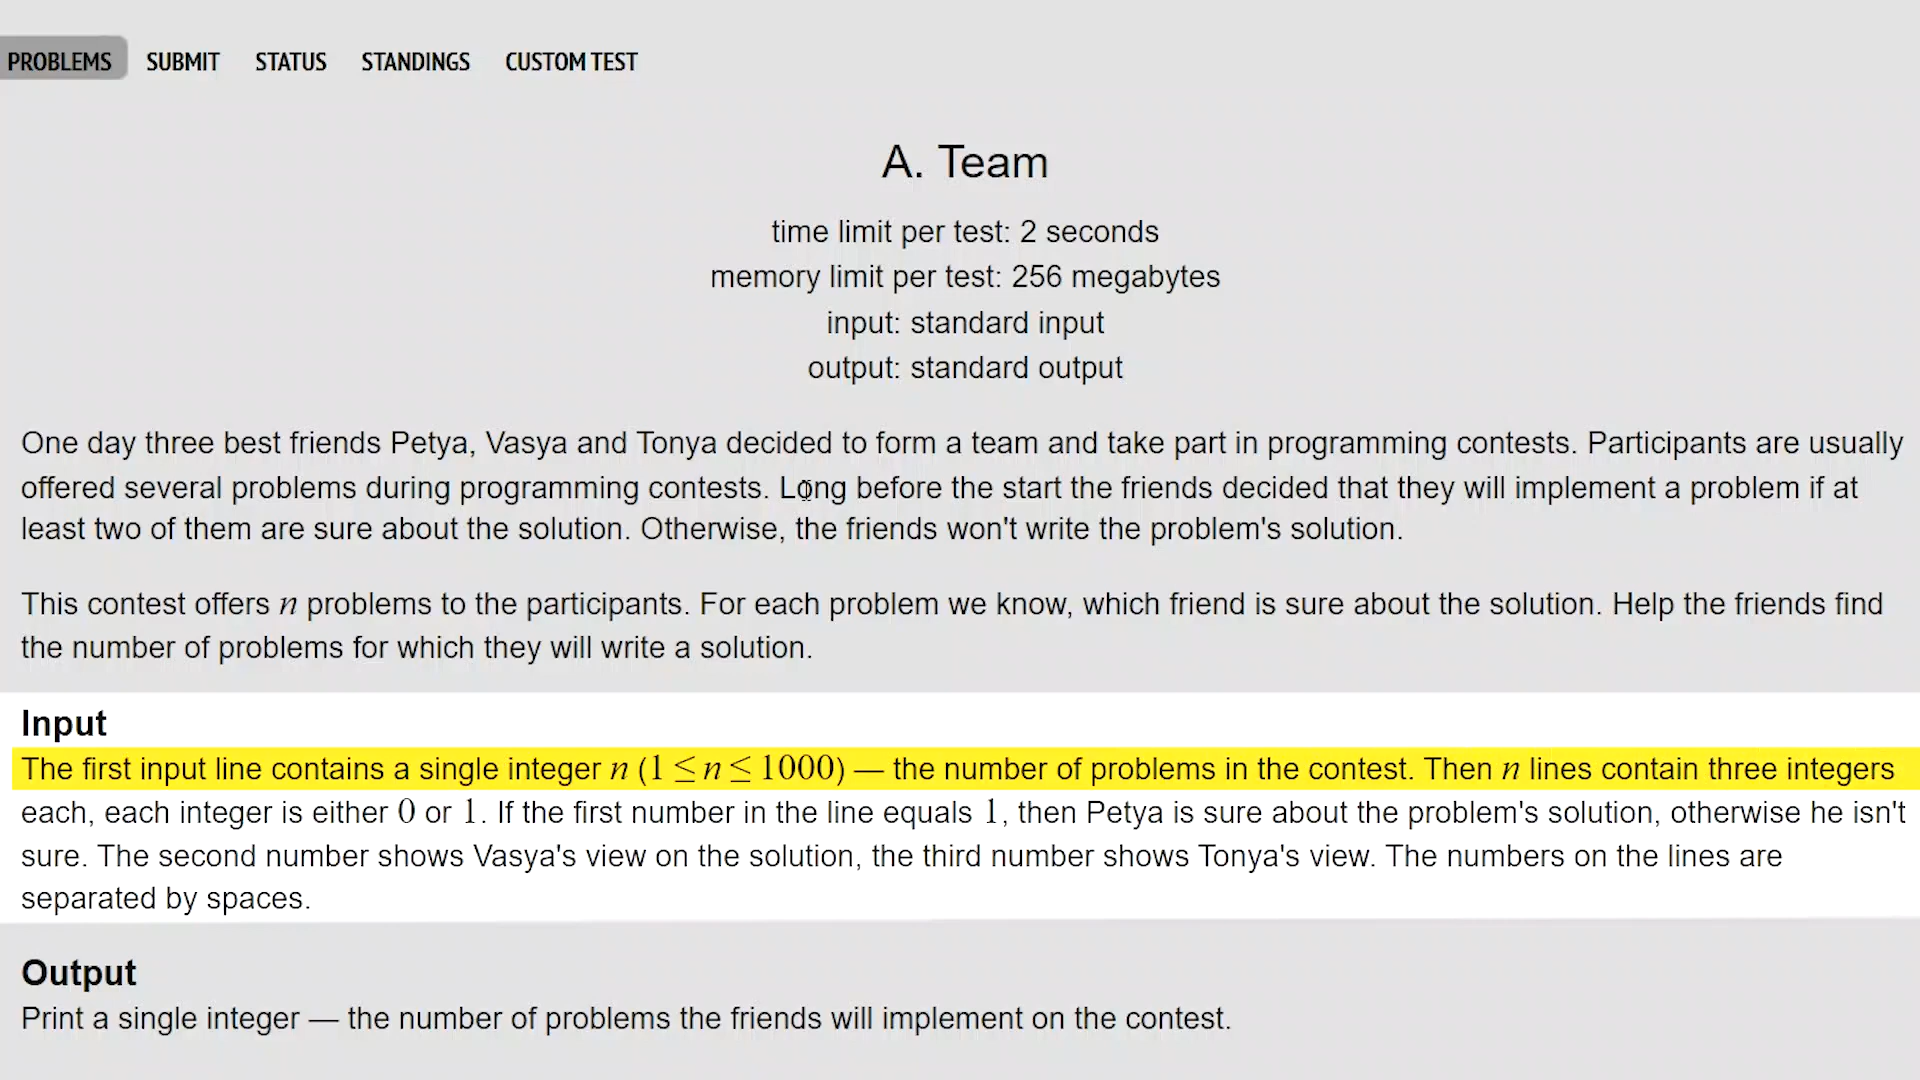 PROBLEMS SUBMIT STATUS STANDINGS CUSTOM TEST
A. Team
time limit per test: 2 seconds
memory limit per test: 256 megabytes
input: standard input
output: standard output
One day three best friends Petya, Vasya and Tonya decided to form a team and take part in programming contests. Participants are usually
offered several problems during programming contests. Long before the start the friends decided that they will implement a problem if at
least two of them are sure about the solution. Otherwise, the friends won't write the problem's solution.
This contest offers n problems to the participants. For each problem we know, which friend is sure about the solution. Help the friends find
the number of problems for which they will write a solution.
Input
The first input line contains a single integer n (1 ≤ n ≤ 1000) — the number of problems in the contest. Then n lines contain three integers
each, each integer is either 0 or 1. If the first number in the line equals 1, then Petya is sure about the problem's solution, otherwise he isn't
sure. The second number shows Vasya's view on the solution, the third number shows Tonya's view. The numbers on the lines are
separated by spaces.
Output
Print a single integer — the number of problems the friends will implement on the contest.